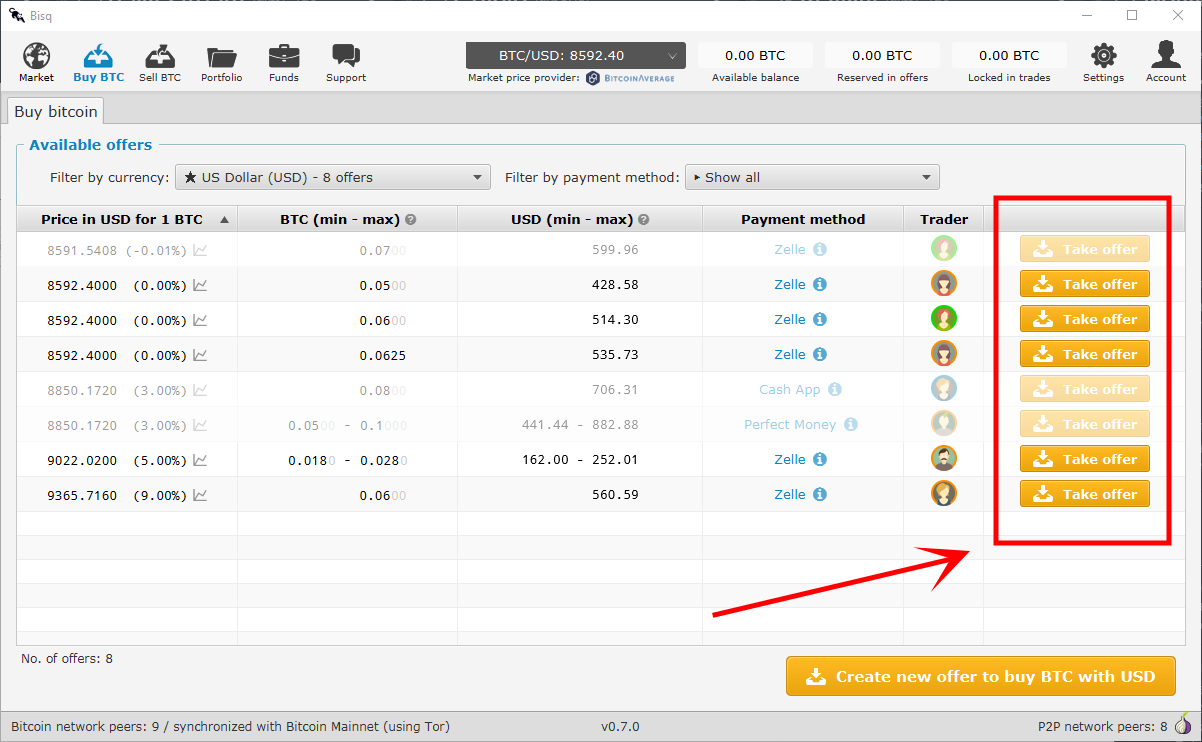 Bisq
BTC/USD: 8592.40 0.00 BTC 0.00 BTC 0.00 BTC
Market Buy BTC Sell BTC Portfolio Funds Support Market price provider: BITCOINAVERAGE Available balance Reserved in offers Locked in trades Settings Account
Buy bitcoin
Available offers
Filter by currency: ★ US Dollar (USD) - 8 offers Filter by payment method: ▸ Show all
Price in USD for 1 BTC ▲ BTC (min - max) ? USD (min - max) ? Payment method Trader
8591.5408 (-0.01%) 0.0700 599.96 Zelle i Take offer
8592.4000 (0.00%) 0.0500 428.58 Zelle i Take offer
8592.4000 (0.00%) 0.0600 514.30 Zelle i Take offer
8592.4000 (0.00%) 0.0625 535.73 Zelle i Take offer
8850.1720 (3.00%) 0.0800 706.31 Cash App i Take offer
8850.1720 (3.00%) 0.0500 - 0.1000 441.44 - 882.88 Perfect Money i Take offer
9022.0200 (5.00%) 0.0180 - 0.0280 162.00 - 252.01 Zelle i Take offer
9365.7160 (9.00%) 0.0600 560.59 Zelle i Take offer
No. of offers: 8
Create new offer to buy BTC with USD
Bitcoin network peers: 9 / synchronized with Bitcoin Mainnet (using Tor) v0.7.0 P2P network peers: 8